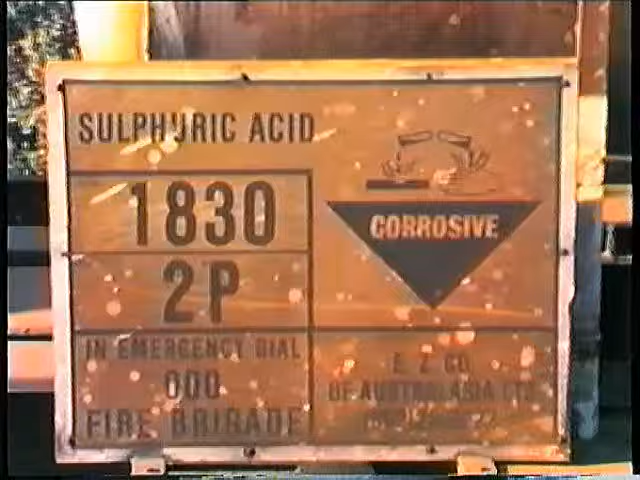 SULPHURIC ACID
1830
2P
CORROSIVE
IN EMERGENCY DIAL
000
FIRE BRIGADE
E Z CO
OF AUSTRALASIA LTD